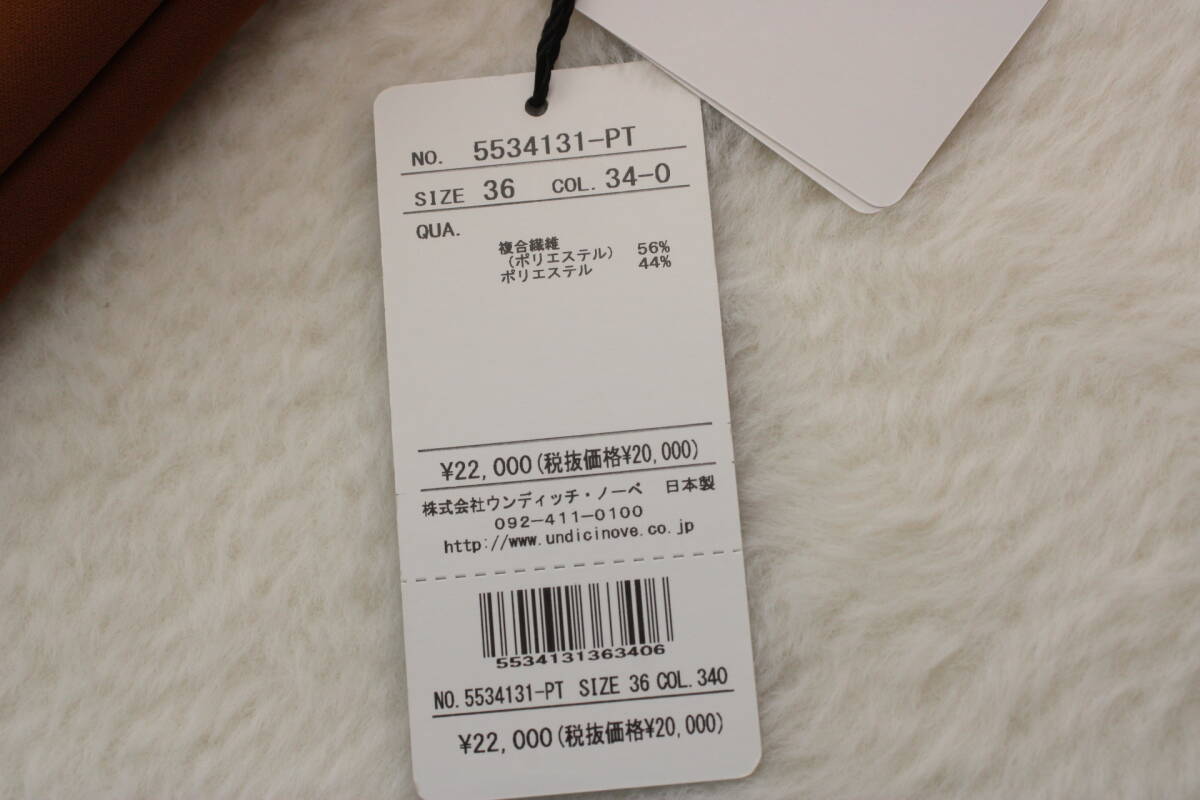 NO. 5534131-PT
SIZE 36 COL. 34-0
QUA.
複合繊維
(ポリエステル) 56%
ポリエステル 44%
¥22,000(税抜価格¥20,000)
株式会社ウンディッチ・ノーベ 日本製
092-411-0100
http://www.undicinove.co.jp
5534131363406
NO.5534131-PT SIZE 36 COL.340
¥22,000(税抜価格¥20,000)